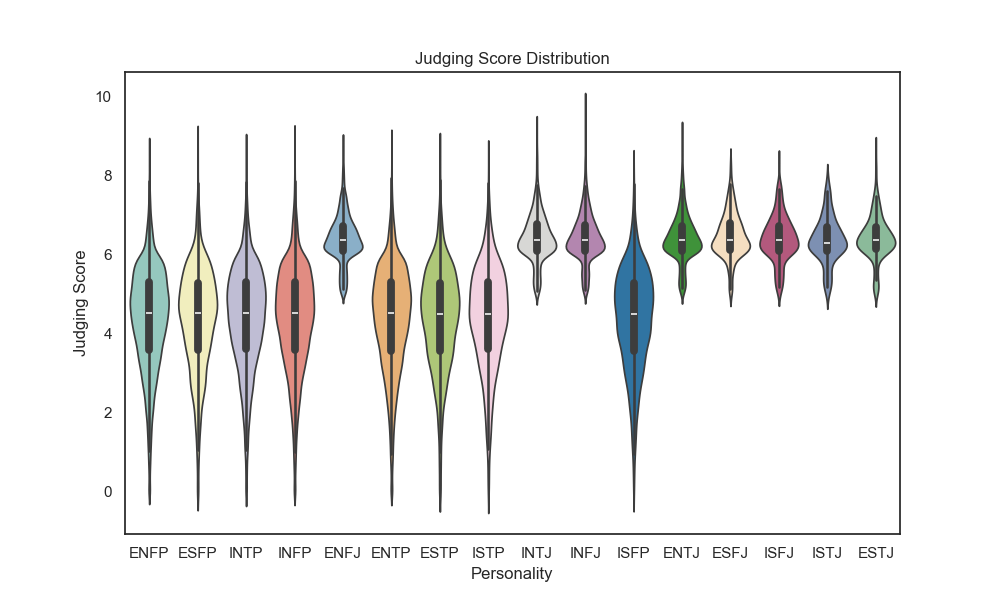 Judging Score Distribution
Judging Score
10
8
6
4
2
0
ENFP ESFP INTP INFP ENFJ ENTP ESTP ISTP INTJ INFJ ISFP ENTJ ESFJ ISFJ ISTJ ESTJ
Personality